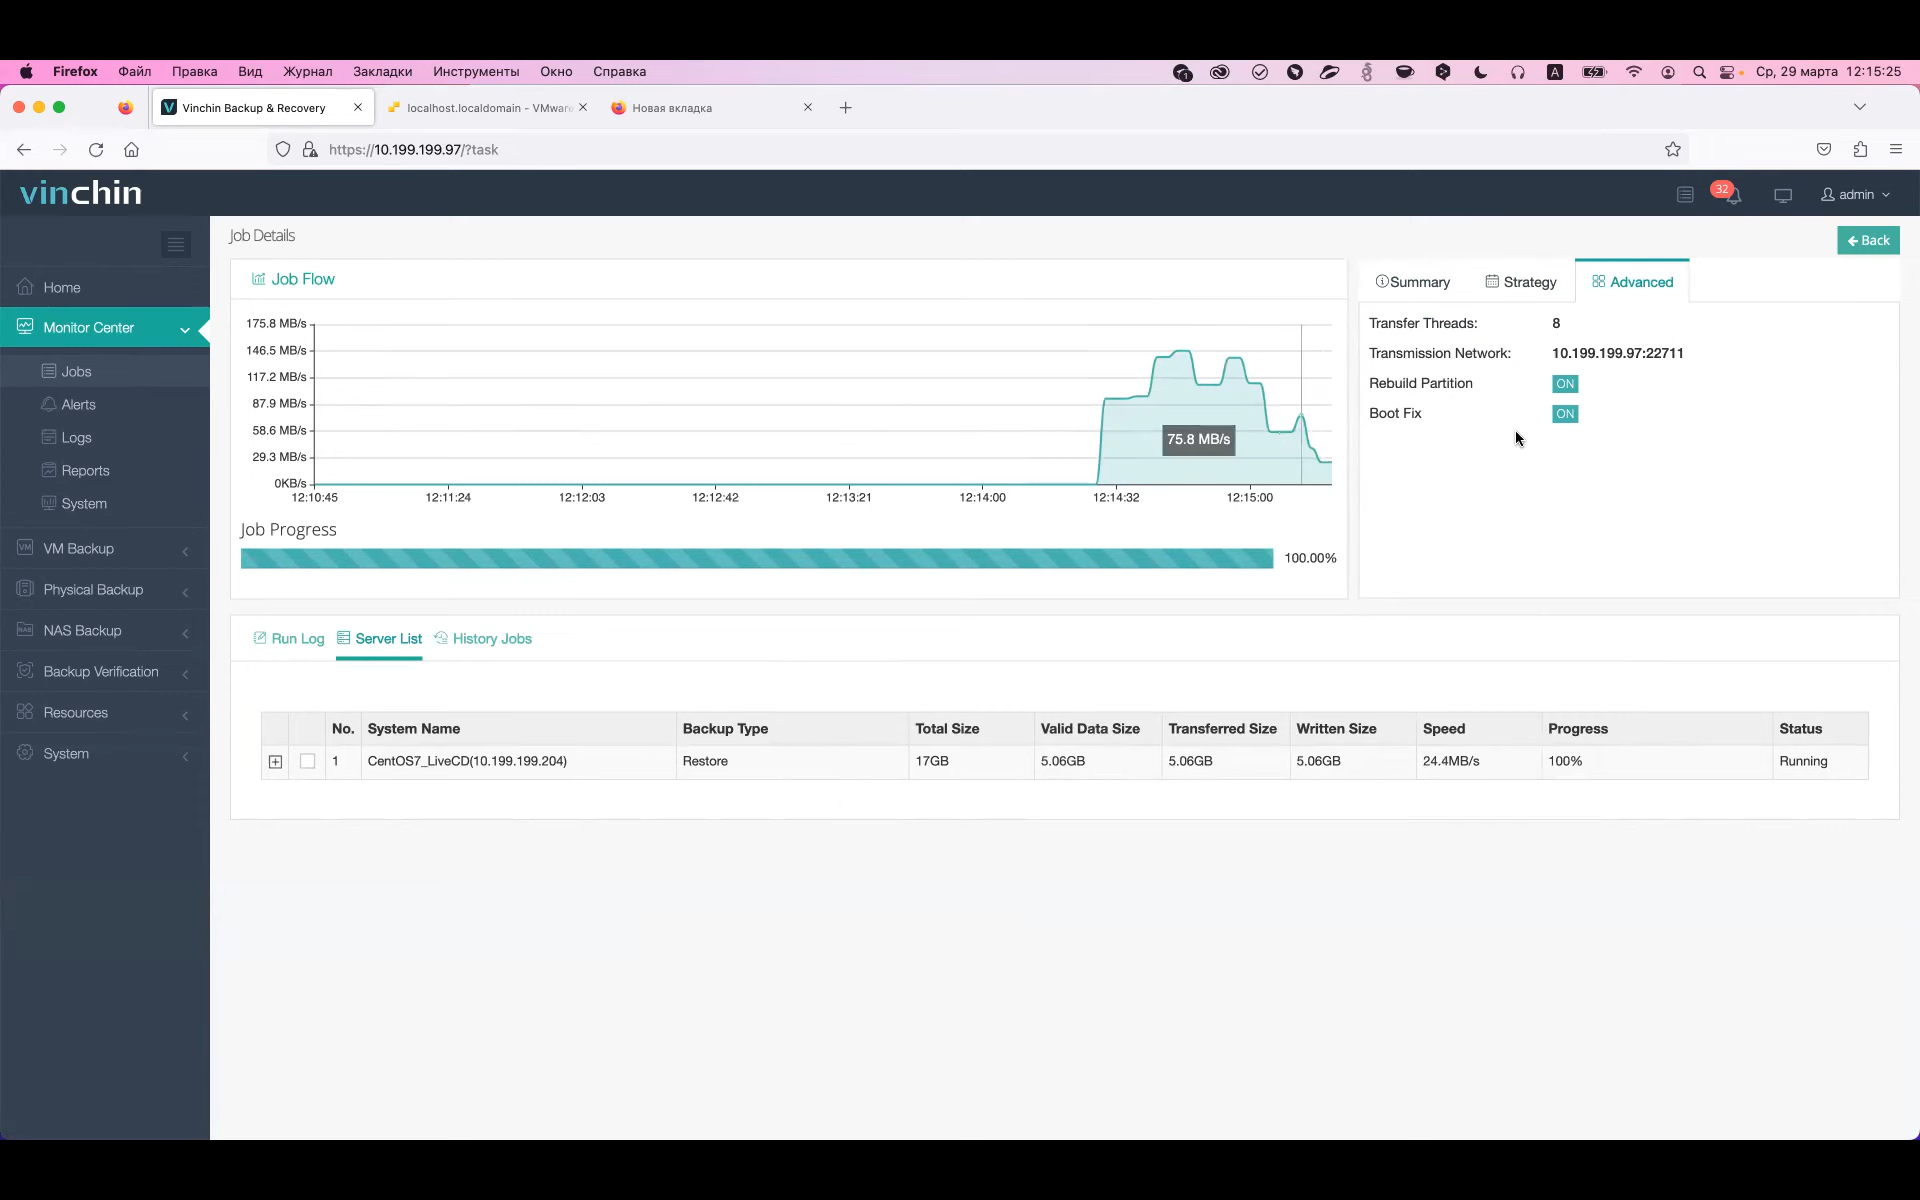 Firefox Файл Правка Вид Журнал Закладки Инструменты Окно Справка
1 A Ср, 29 марта 12:15:25
V Vinchin Backup & Recovery
localhost.localdomain - VMware
Новая вкладка
https://10.199.199.97/?task
vinchin
32
admin
Home
Monitor Center
Jobs
Alerts
Logs
Reports
System
VM Backup
Physical Backup
NAS Backup
Backup Verification
Resources
System
Job Details
Back
Job Flow
175.8 MB/s
146.5 MB/s
117.2 MB/s
87.9 MB/s
58.6 MB/s
29.3 MB/s
0KB/s
75.8 MB/s
12:10:45 12:11:24 12:12:03 12:12:42 12:13:21 12:14:00 12:14:32 12:15:00
Job Progress
100.00%
Summary Strategy Advanced
Transfer Threads: 8
Transmission Network: 10.199.199.97:22711
Rebuild Partition ON
Boot Fix ON
Run Log Server List History Jobs
No. System Name Backup Type Total Size Valid Data Size Transferred Size Written Size Speed Progress Status
1 CentOS7_LiveCD(10.199.199.204) Restore 17GB 5.06GB 5.06GB 5.06GB 24.4MB/s 100% Running